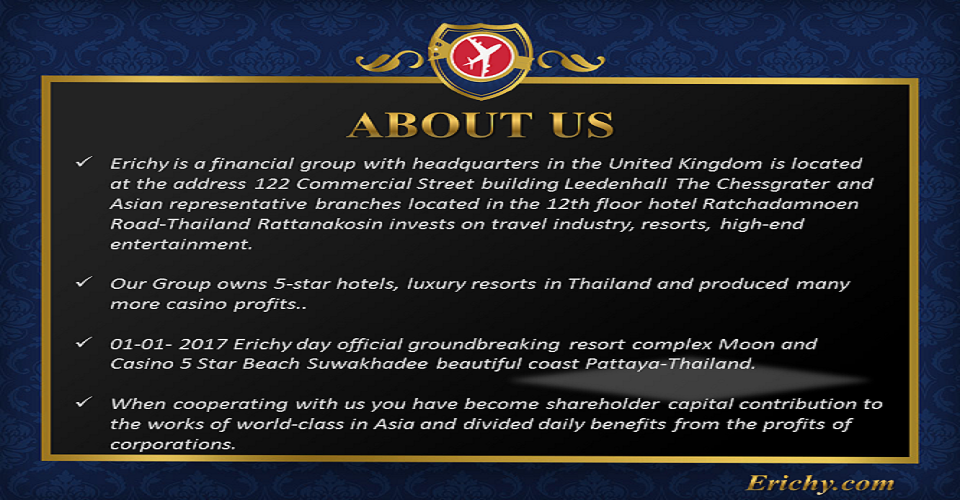 ABOUT US
✓ Erichy is a financial group with headquarters in the United Kingdom is located
at the address 122 Commercial Street building Leedenhall The Chessgrater and
Asian representative branches located in the 12th floor hotel Ratchadamnoen
Road-Thailand Rattanakosin invests on travel industry, resorts, high-end
entertainment.
✓ Our Group owns 5-star hotels, luxury resorts in Thailand and produced many
more casino profits..
✓ 01-01- 2017 Erichy day official groundbreaking resort complex Moon and
Casino 5 Star Beach Suwakhadee beautiful coast Pattaya-Thailand.
✓ When cooperating with us you have become shareholder capital contribution to
the works of world-class in Asia and divided daily benefits from the profits of
corporations.
Erichy.com